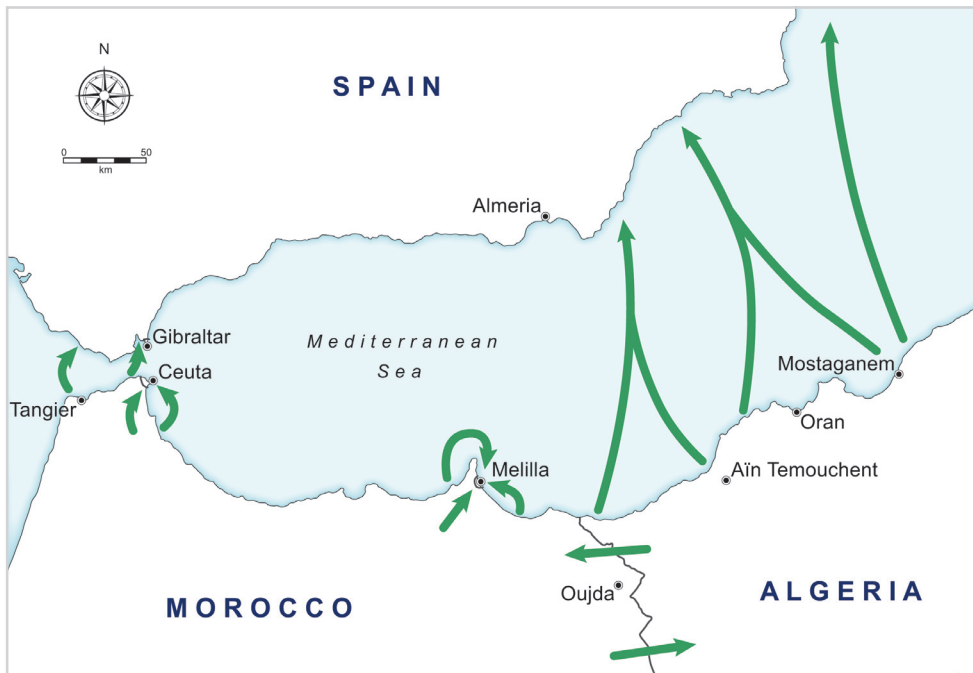 N
SPAIN
0 50
km
Almeria
Gibraltar
Mediterranean
Sea
Ceuta
Mostaganem
Tangier
Oran
Melilla
Aïn Temouchent
Oujda
ALGERIA
MOROCCO